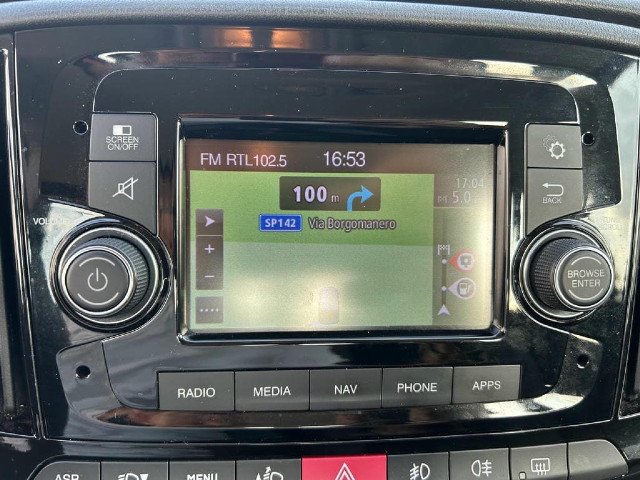 SCREEN
ON/OFF
FM RTL102.5 16:53
100 m
17:04
5.0
SP142 Via Borgomanero
BACK
VOLUME
BROWSE
ENTER
+
−
RADIO MEDIA NAV PHONE APPS
ASR MENU